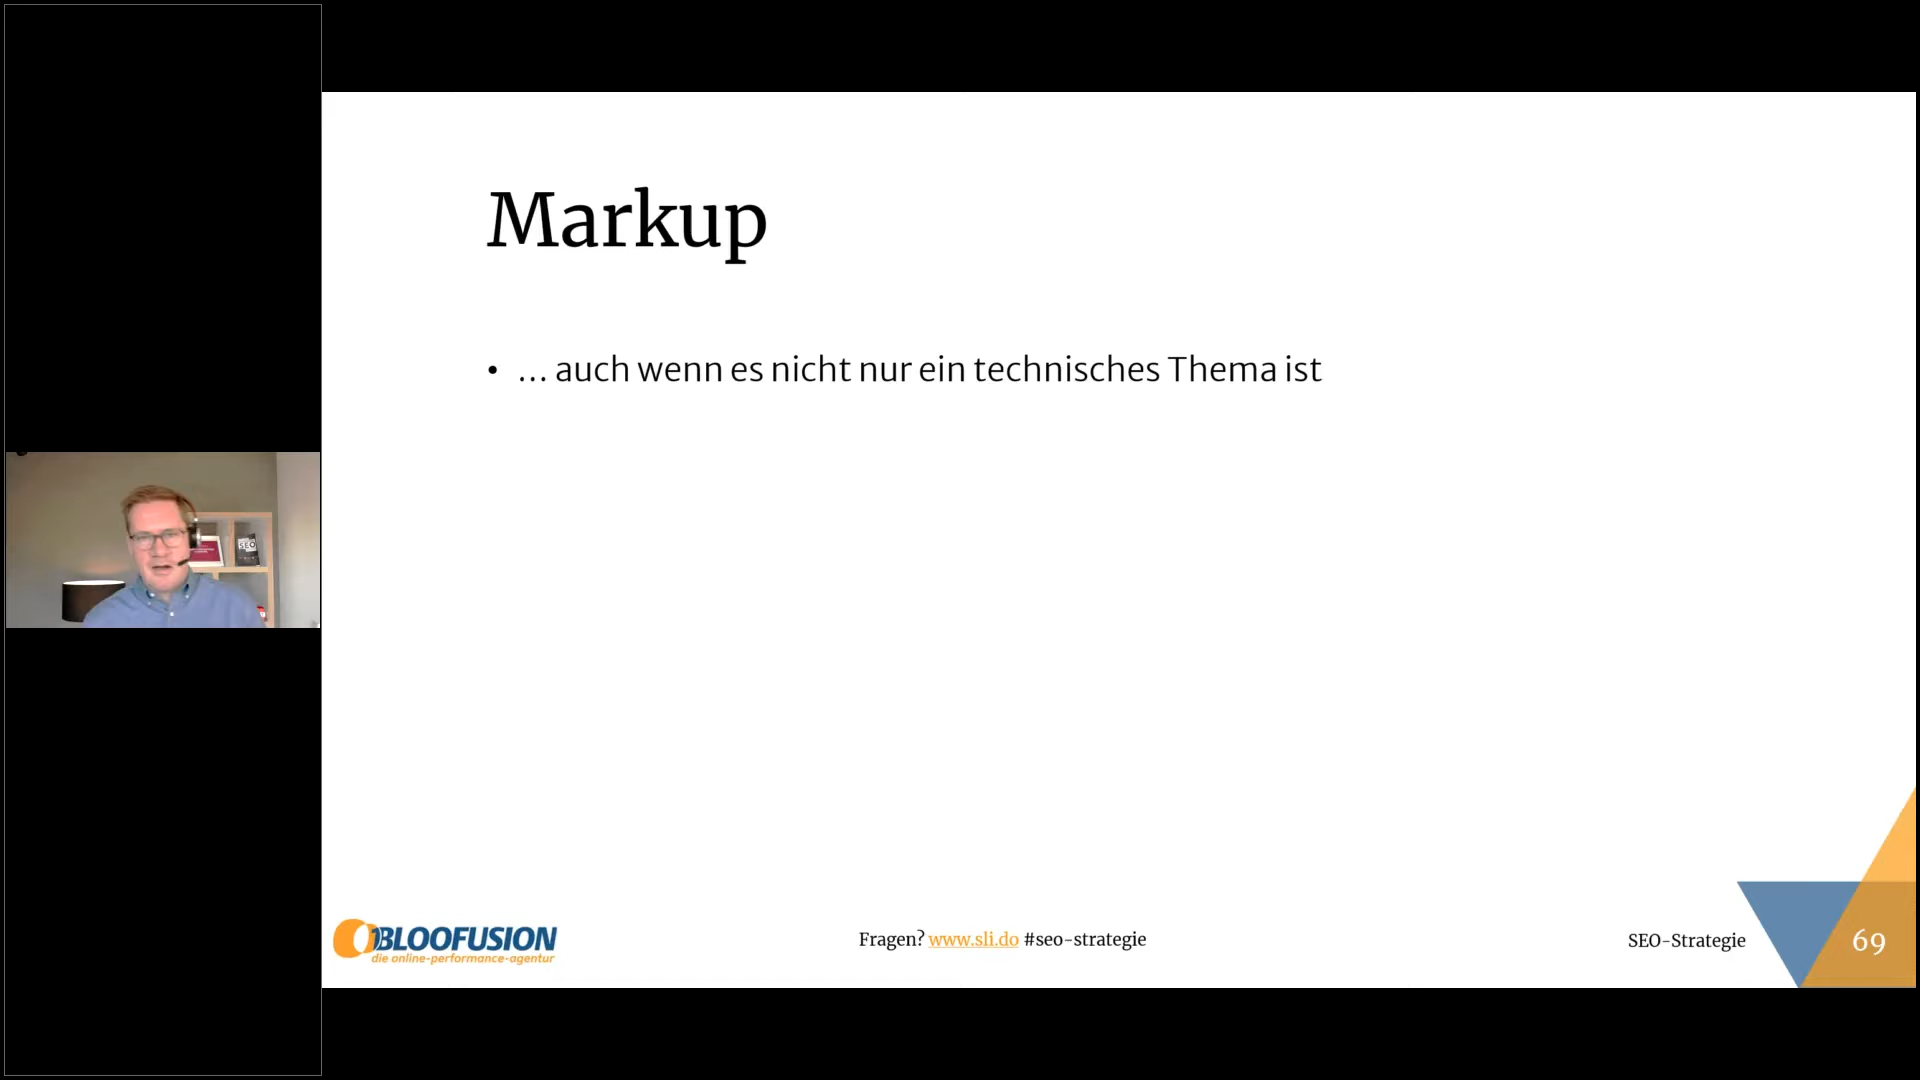 Markup
• … auch wenn es nicht nur ein technisches Thema ist
SEO
BLOOFUSION
die online-performance-agentur
Fragen? www.sli.do #seo-strategie
SEO-Strategie
69